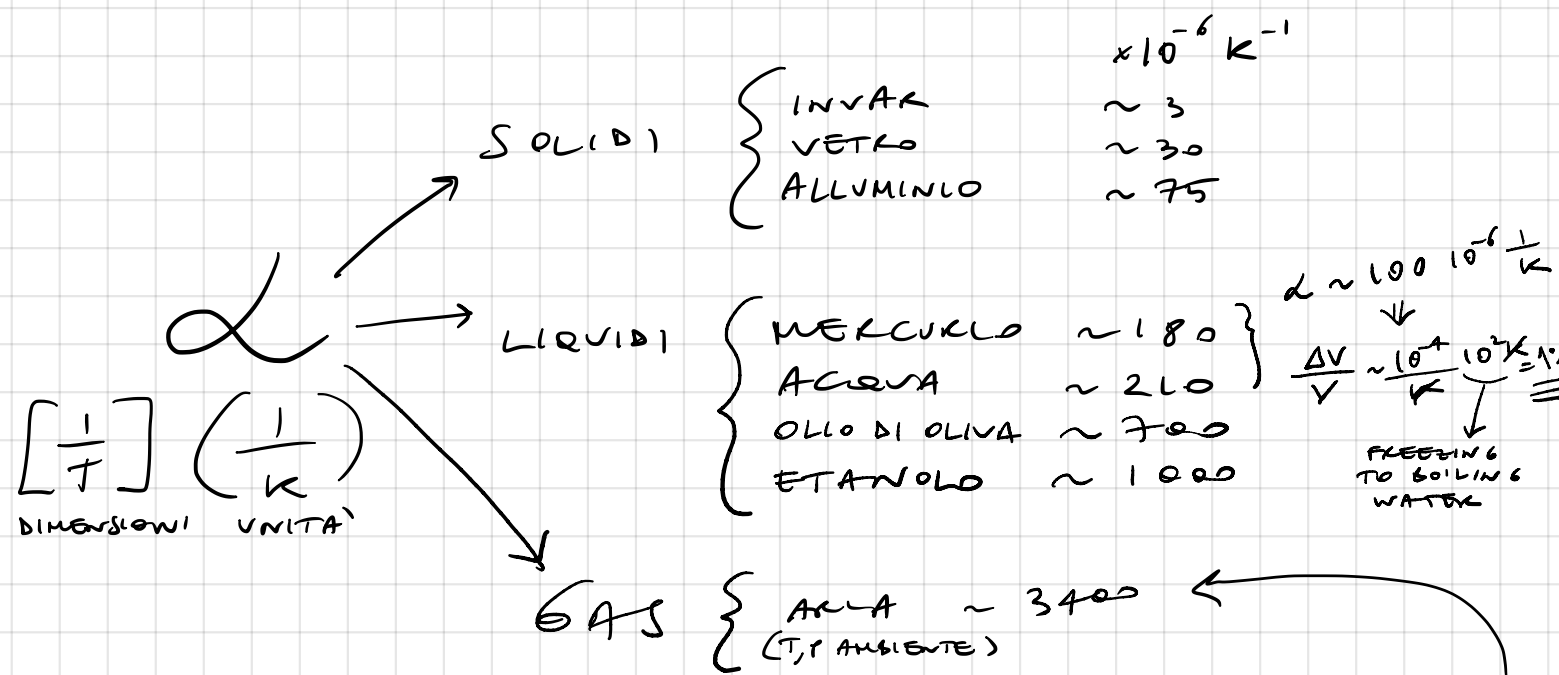 ×10⁻⁶ K⁻¹
SOLIDI
INVAR ~ 3
VETRO ~ 30
ALLUMINIO ~ 75
α
[1/T] (1/K)
DIMENSIONI UNITÀ
LIQUIDI
MERCURIO ~ 180
ACQUA ~ 210
OLIO DI OLIVA ~ 700
ETANOLO ~ 1000
α ~ 100 10⁻⁶ 1/K
⇓
ΔV/V ~ 10⁻⁴/K 10²K = 1%
FREEZING
TO BOILING
WATER
GAS
ARIA ~ 3400
(T, P AMBIENTE)